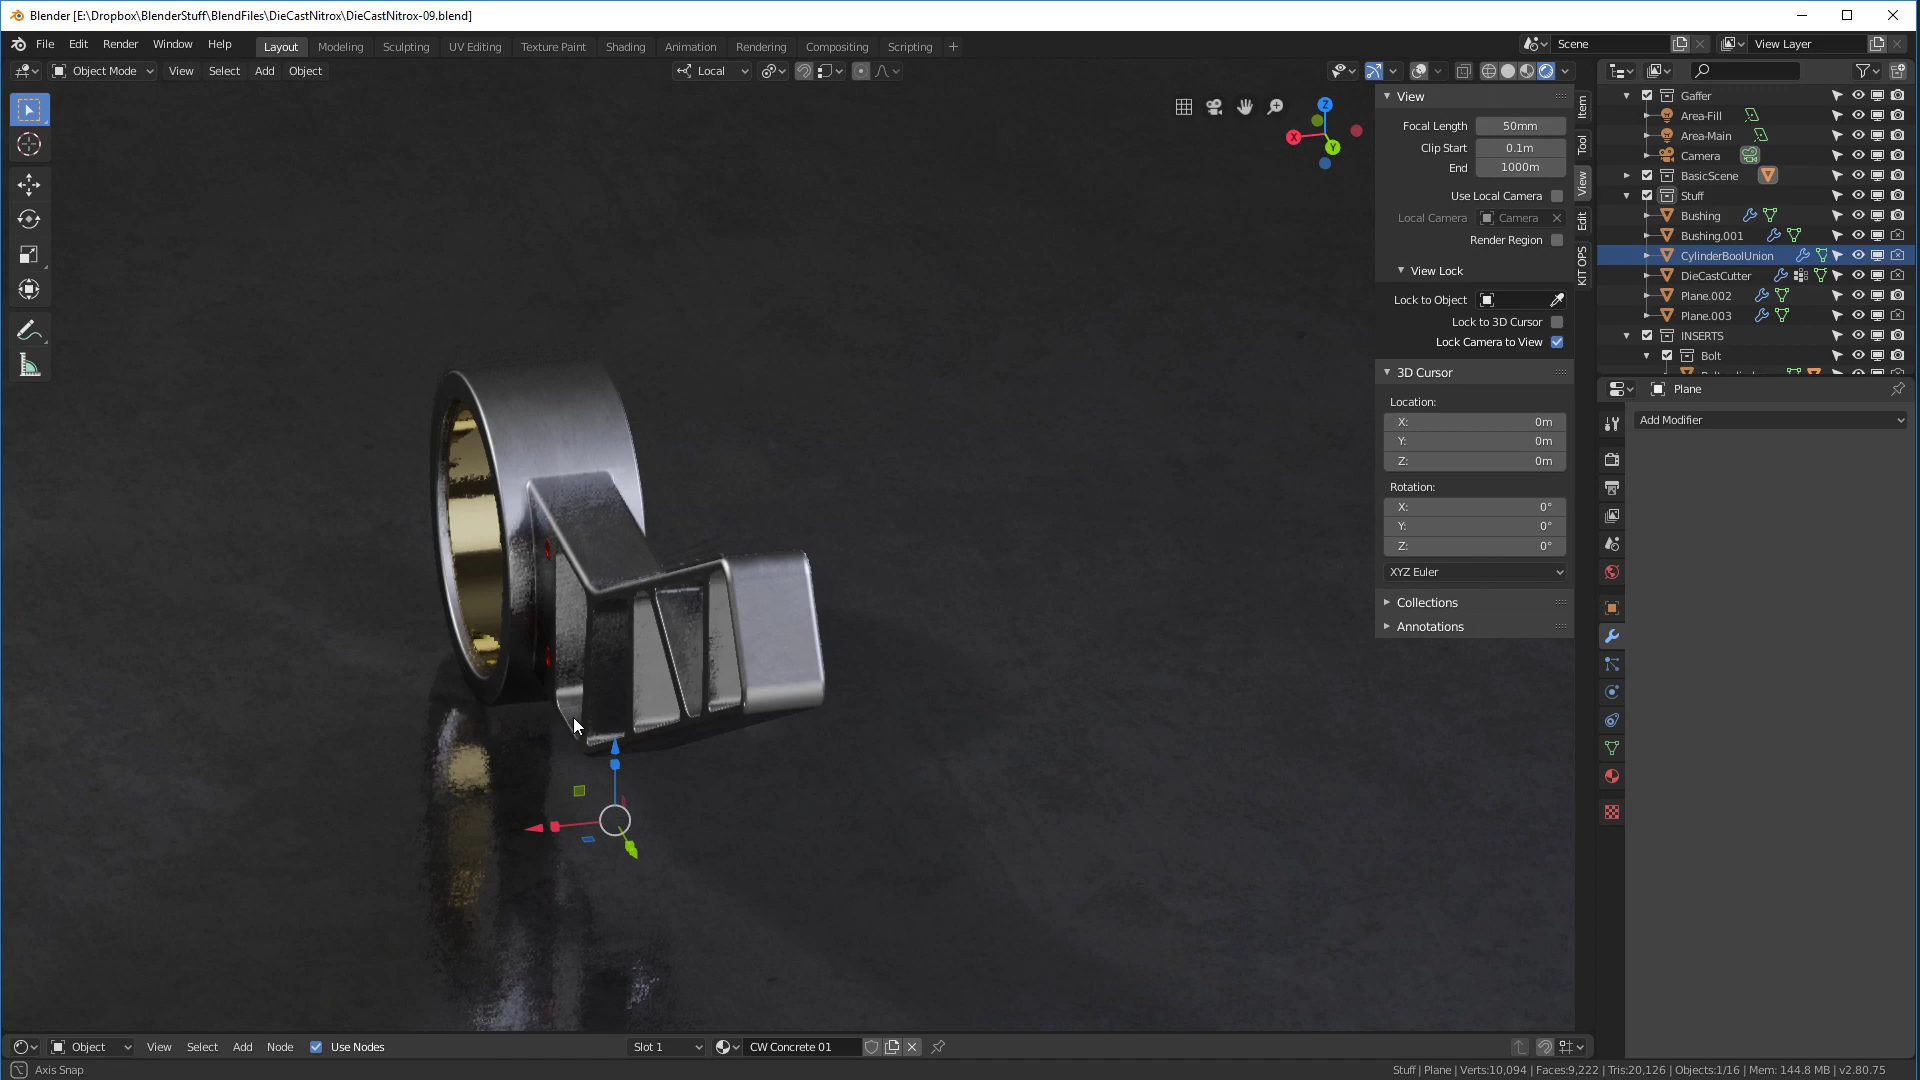 Blender [E:\Dropbox\BlenderStuff\BlendFiles\DieCastNitrox\DieCastNitrox-09.blend]
File Edit Render Window Help Layout Modeling Sculpting UV Editing Texture Paint Shading Animation Rendering Compositing Scripting + Scene View Layer
Object Mode View Select Add Object Local
View
Focal Length 50mm
Clip Start 0.1m
End 1000m
Use Local Camera
Local Camera Camera
Render Region
View Lock
Lock to Object
Lock to 3D Cursor
Lock Camera to View
3D Cursor
Location:
X: 0m
Y: 0m
Z: 0m
Rotation:
X: 0°
Y: 0°
Z: 0°
XYZ Euler
Collections
Annotations
Item
Tool
View
Edit
KIT OPS
Z
X
Y
Gaffer
Area-Fill
Area-Main
Camera
BasicScene
Stuff
Bushing
Bushing.001
CylinderBoolUnion
DieCastCutter
Plane.002
Plane.003
INSERTS
Bolt
Plane
Add Modifier
Object View Select Add Node Use Nodes Slot 1 CW Concrete 01
Axis Snap
Stuff | Plane | Verts:10,094 | Faces:9,222 | Tris:20,126 | Objects:1/16 | Mem: 144.8 MB | v2.80.75